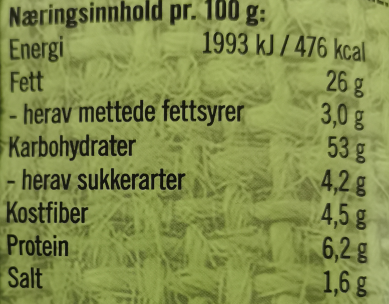 Næringsinnhold pr. 100 g:
Energi 1993 kJ / 476 kcal
Fett 26 g
- herav mettede fettsyrer 3,0 g
Karbohydrater 53 g
- herav sukkerarter 4,2 g
Kostfiber 4,5 g
Protein 6,2 g
Salt 1,6 g